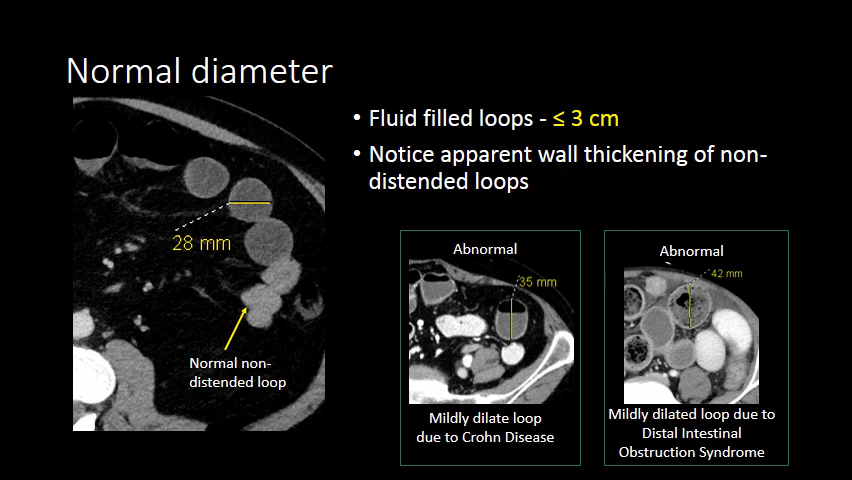 Normal diameter
• Fluid filled loops - ≤ 3 cm
• Notice apparent wall thickening of non-
distended loops
28 mm
Normal non-
distended loop
Abnormal
35 mm
Mildly dilate loop
due to Crohn Disease
Abnormal
42 mm
Mildly dilated loop due to
Distal Intestinal
Obstruction Syndrome